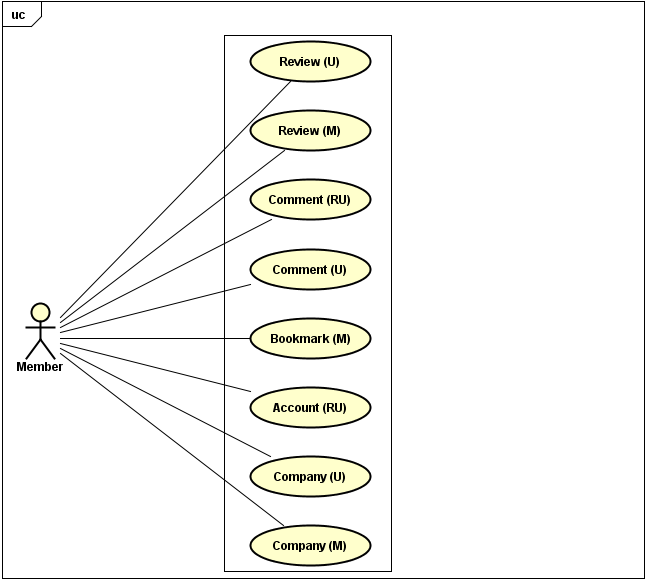 uc
Review (U)
Review (M)
Comment (RU)
Comment (U)
Bookmark (M)
Member
Account (RU)
Company (U)
Company (M)